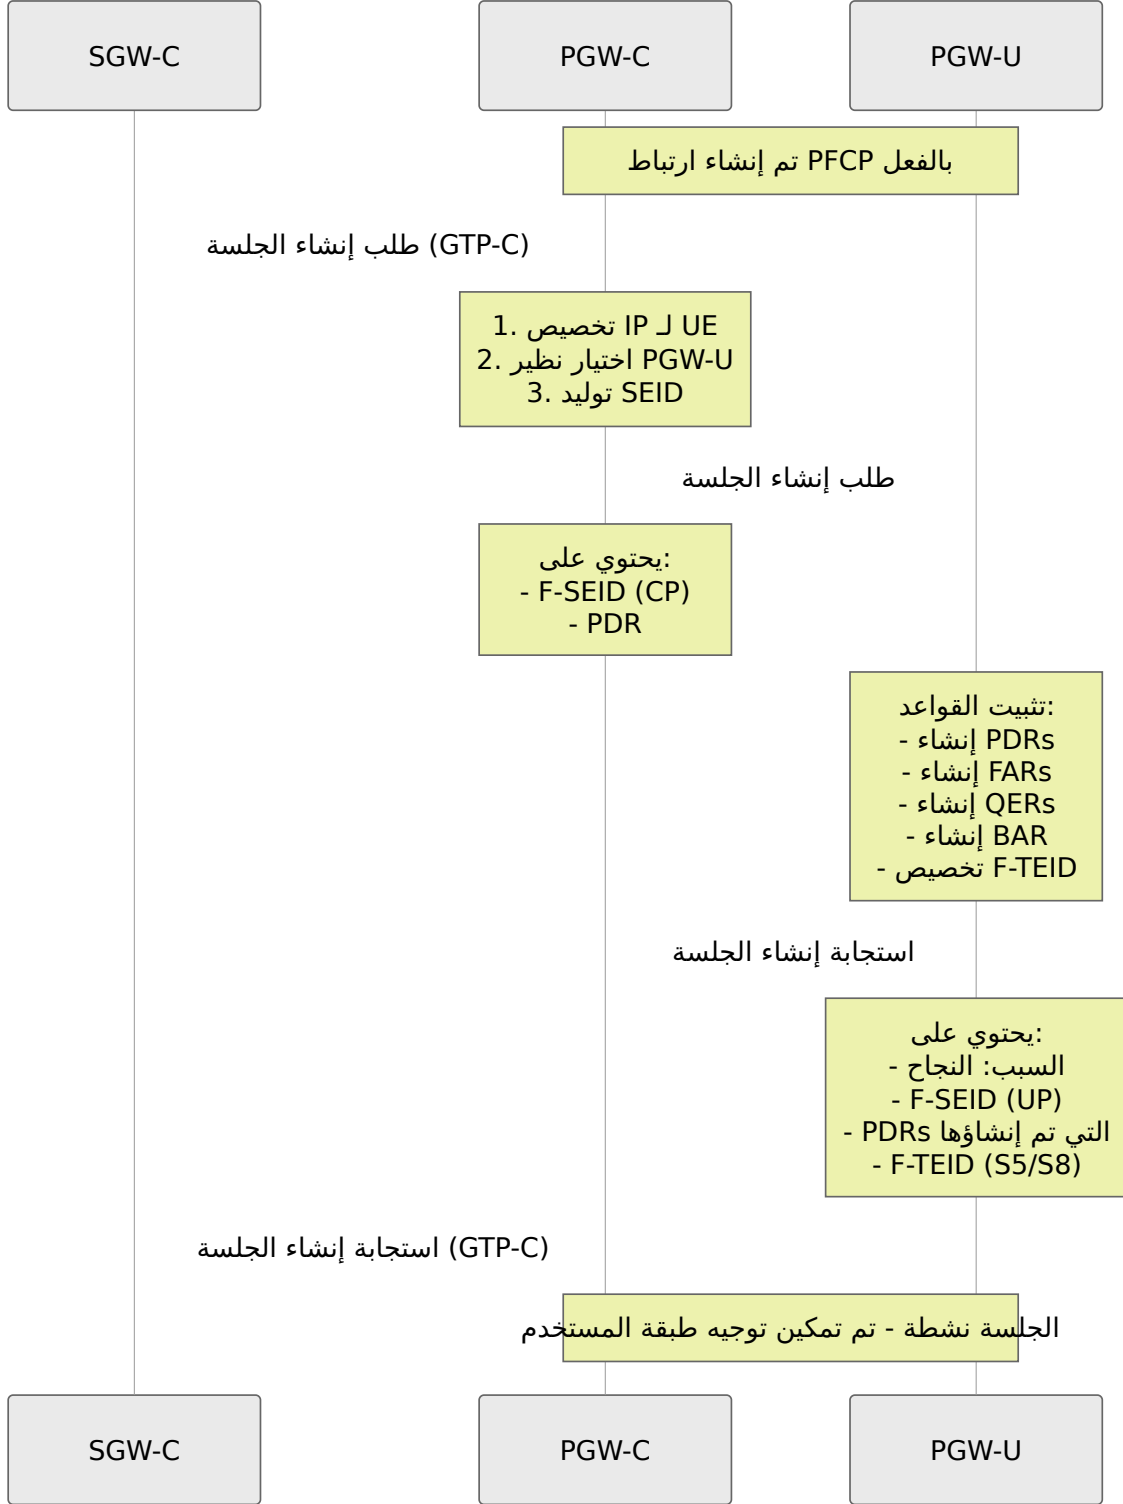 SGW-C
PGW-C
PGW-U
تم إنشاء ارتباط PFCP بالفعل
طلب إنشاء الجلسة (GTP-C)
1. تخصيص IP لـ UE
2. اختيار نظير PGW-U
3. توليد SEID
طلب إنشاء الجلسة
يحتوي على:
- F-SEID (CP)
- PDR
تثبيت القواعد:
- إنشاء PDRs
- إنشاء FARs
- إنشاء QERs
- إنشاء BAR
- تخصيص F-TEID
استجابة إنشاء الجلسة
يحتوي على:
- السبب: النجاح
- F-SEID (UP)
- PDRs التي تم إنشاؤها
- F-TEID (S5/S8)
استجابة إنشاء الجلسة (GTP-C)
الجلسة نشطة - تم تمكين توجيه طبقة المستخدم
SGW-C
PGW-C
PGW-U